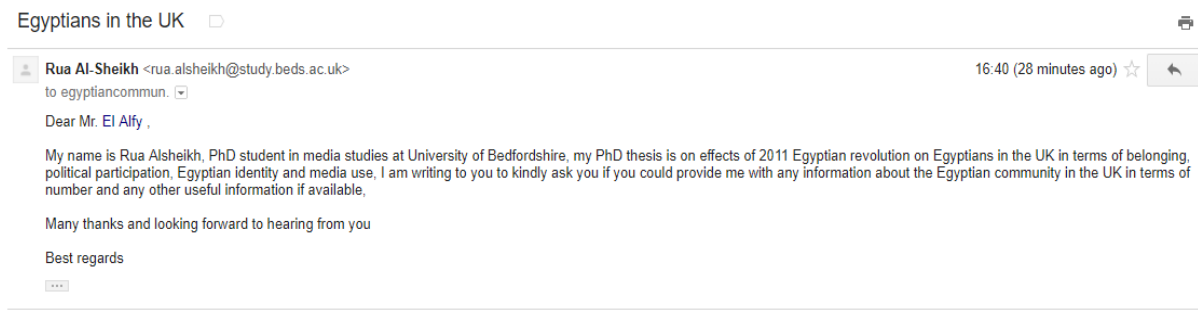 Egyptians in the UK
Rua Al-Sheikh <rua.alsheikh@study.beds.ac.uk>
16:40 (28 minutes ago)
to egyptiancommun.
Dear Mr. El Alfy ,
My name is Rua Alsheikh, PhD student in media studies at University of Bedfordshire, my PhD thesis is on effects of 2011 Egyptian revolution on Egyptians in the UK in terms of belonging,
political participation, Egyptian identity and media use, I am writing to you to kindly ask you if you could provide me with any information about the Egyptian community in the UK in terms of
number and any other useful information if available,
Many thanks and looking forward to hearing from you
Best regards